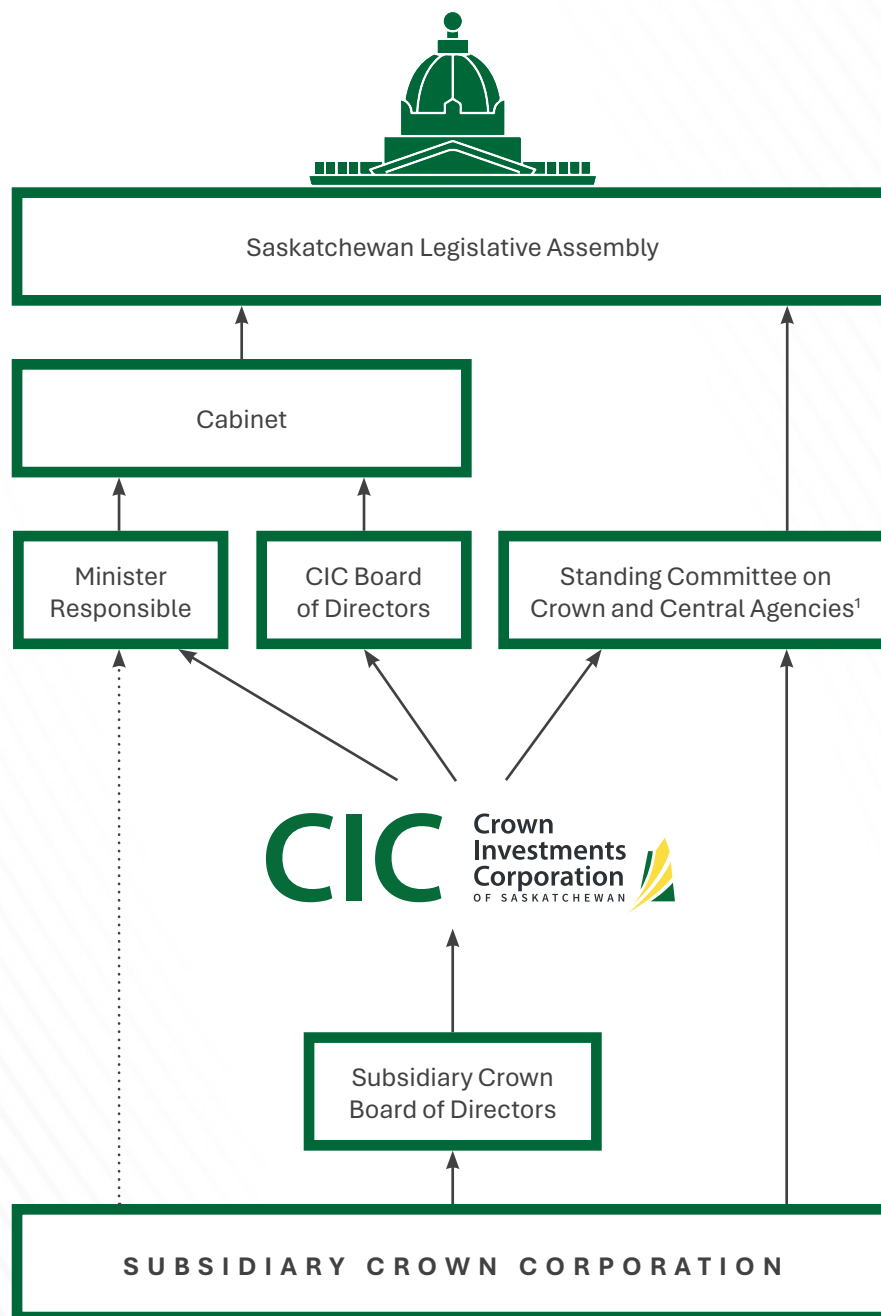 Saskatchewan Legislative Assembly
Cabinet
Minister
Responsible
CIC Board
of Directors
Standing Committee on
Crown and Central Agencies¹
CIC
Crown
Investments
Corporation
OF SASKATCHEWAN
Subsidiary Crown
Board of Directors
SUBSIDIARY CROWN CORPORATION